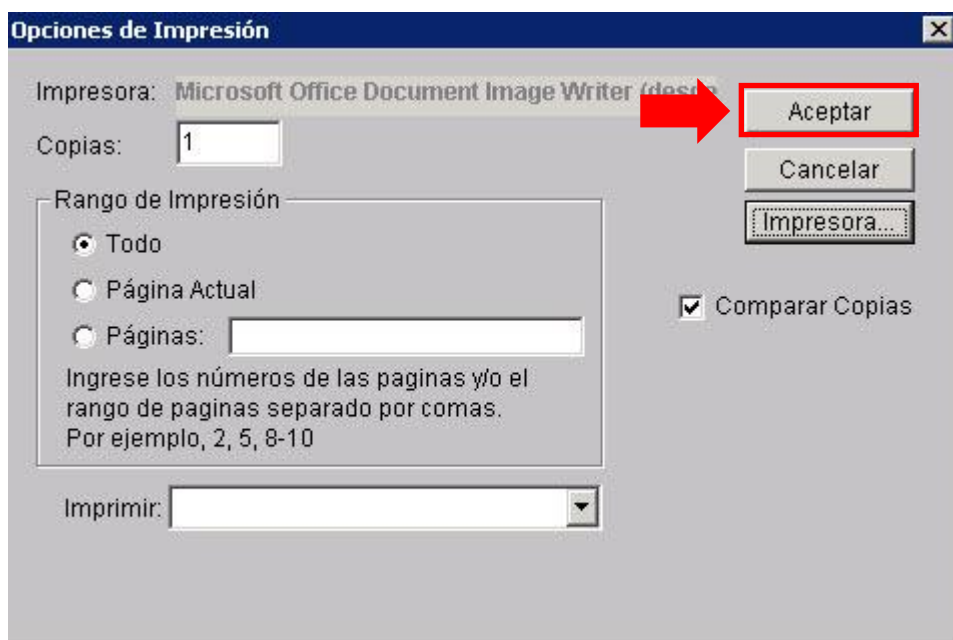 Opciones de Impresión
Impresora: Microsoft Office Document Image Writer (desde
Aceptar
Copias: 1
Cancelar
Rango de Impresión
Impresora...
Todo
Página Actual
Comparar Copias
Páginas:
Ingrese los números de las paginas y/o el
rango de paginas separado por comas.
Por ejemplo, 2, 5, 8-10
Imprimir: